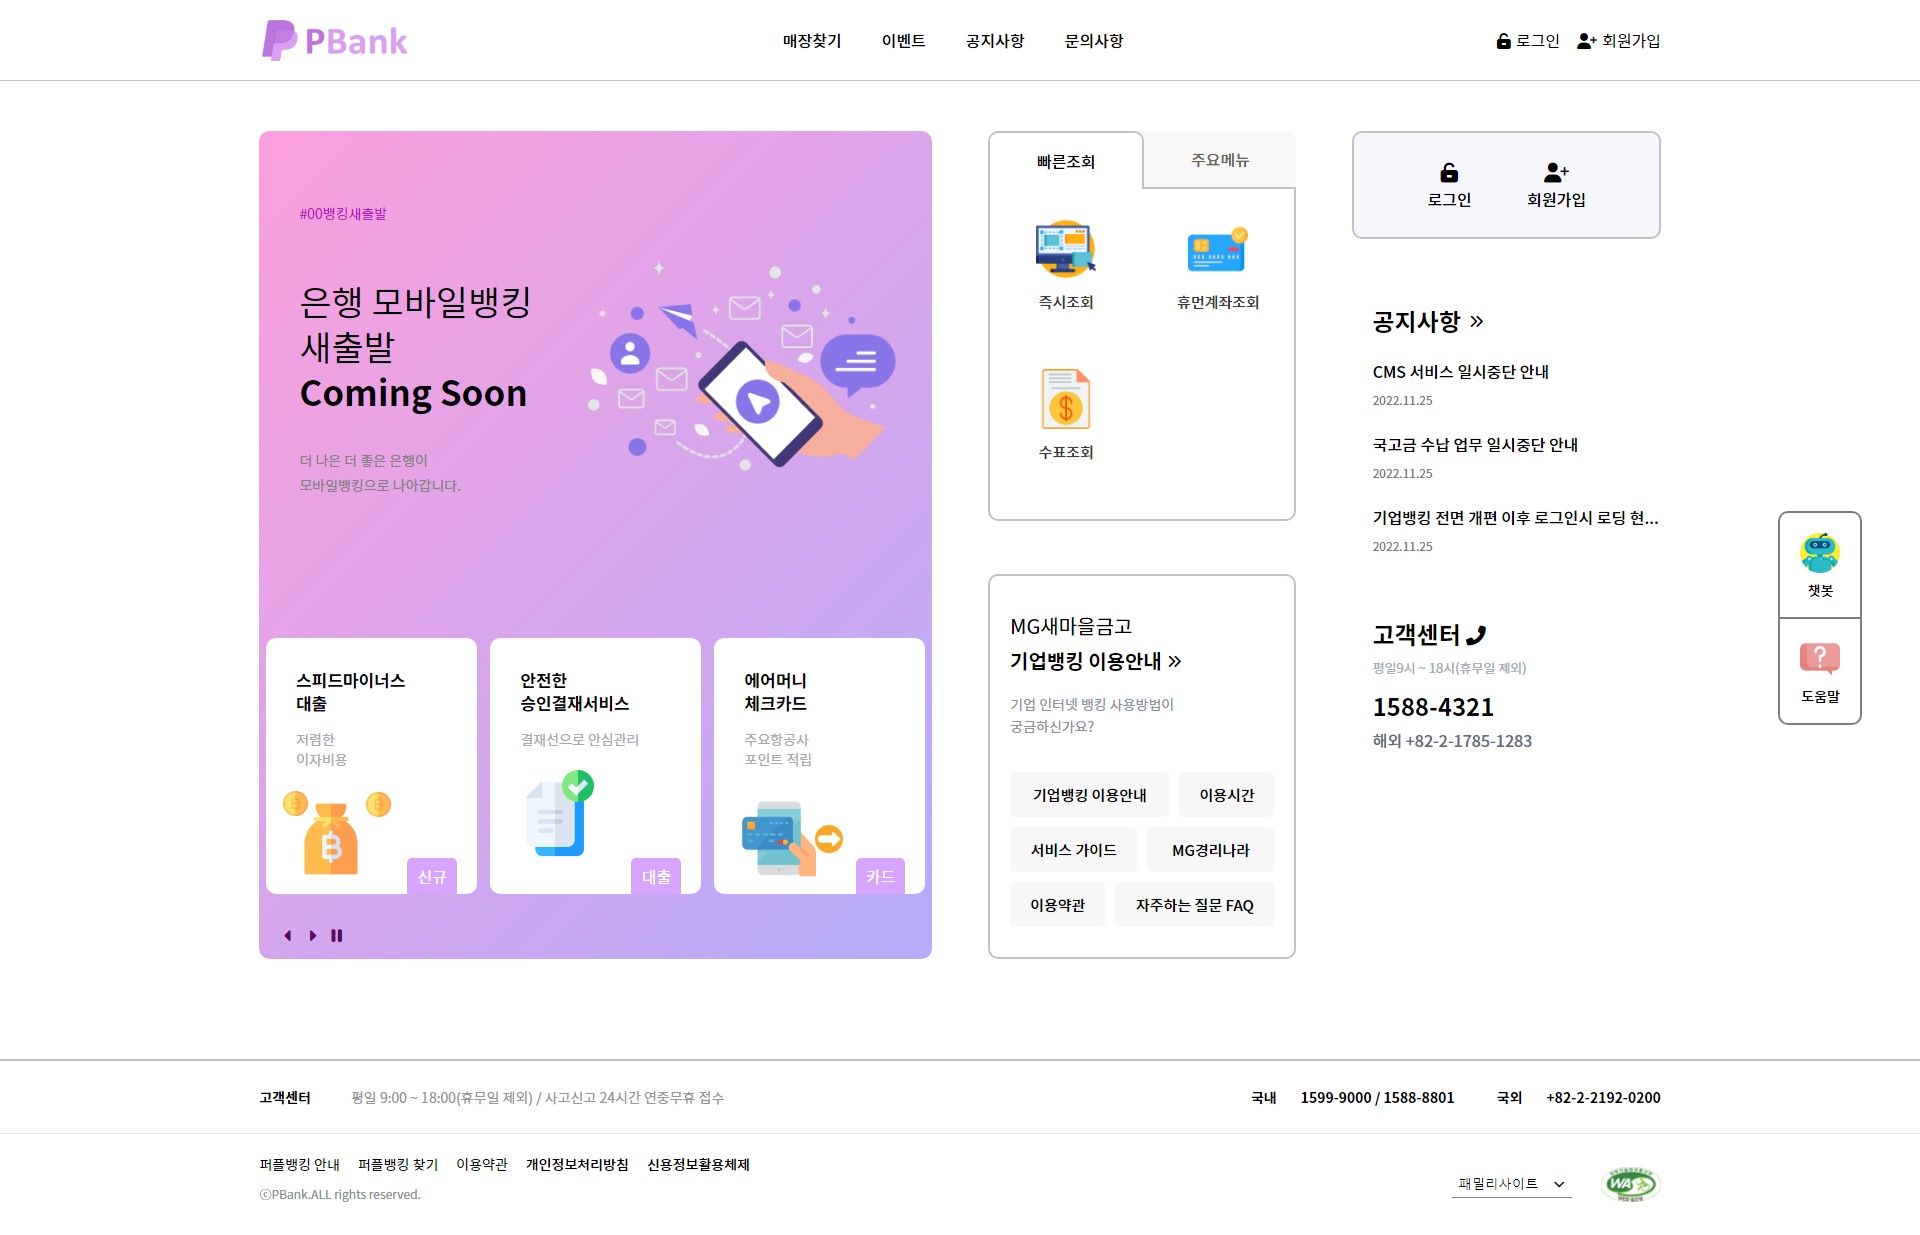 PBank
매장찾기 이벤트 공지사항 문의사항
로그인 회원가입
#00뱅킹새출발
은행 모바일뱅킹
새출발
Coming Soon
더 나은 더 좋은 은행이
모바일뱅킹으로 나아갑니다.
스피드마이너스
대출
저렴한
이자비용
신규
안전한
승인결재서비스
결재선으로 안심관리
대출
에어머니
체크카드
주요항공사
포인트 적립
카드
빠른조회 주요메뉴
즉시조회 휴먼계좌조회
수표조회
MG새마을금고
기업뱅킹 이용안내
기업 인터넷 뱅킹 사용방법이
궁금하신가요?
기업뱅킹 이용안내 이용시간
서비스 가이드 MG경리나라
이용약관 자주하는 질문 FAQ
로그인 회원가입
공지사항
CMS 서비스 일시중단 안내
2022.11.25
국고금 수납 업무 일시중단 안내
2022.11.25
기업뱅킹 전면 개편 이후 로그인시 로딩 현...
2022.11.25
고객센터
평일9시 ~ 18시(휴무일 제외)
1588-4321
해외 +82-2-1785-1283
챗봇
도움말
고객센터 평일 9:00 ~ 18:00(휴무일 제외) / 사고신고 24시간 연중무휴 접수
국내 1599-9000 / 1588-8801 국외 +82-2-2192-0200
퍼플뱅킹 안내 퍼플뱅킹 찾기 이용약관 개인정보처리방침 신용정보활용체제
ⓒPBank.ALL rights reserved.
패밀리사이트
WA